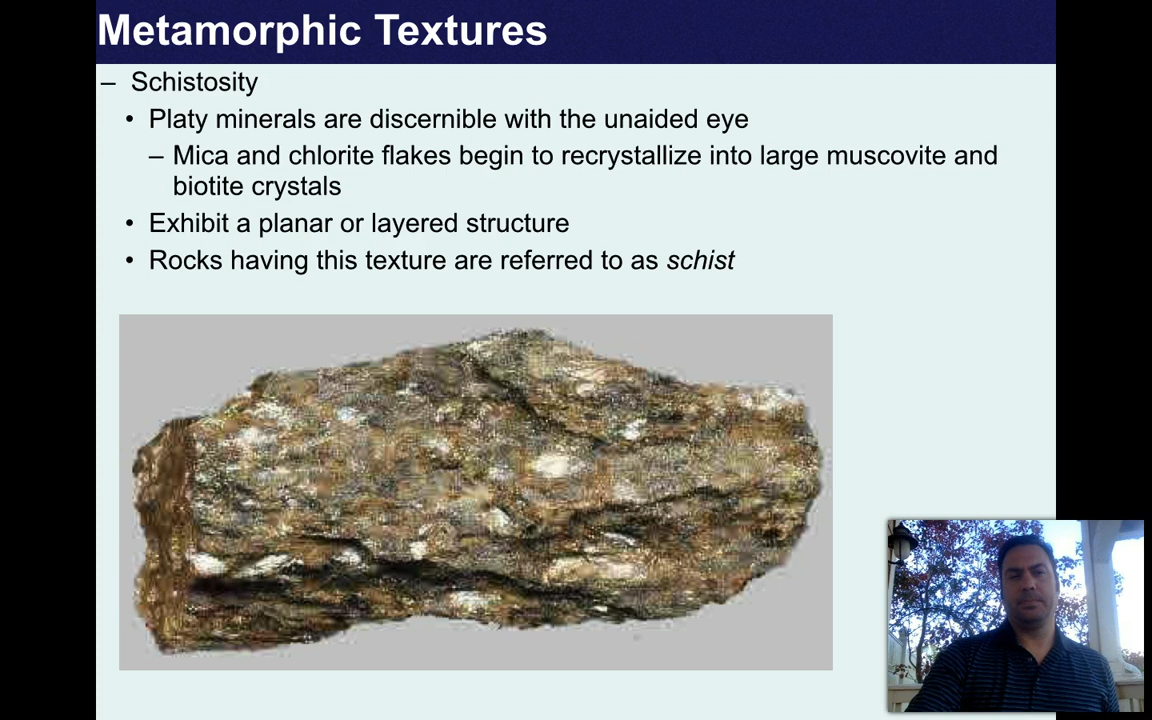 Metamorphic Textures
– Schistosity
• Platy minerals are discernible with the unaided eye
– Mica and chlorite flakes begin to recrystallize into large muscovite and
biotite crystals
• Exhibit a planar or layered structure
• Rocks having this texture are referred to as schist